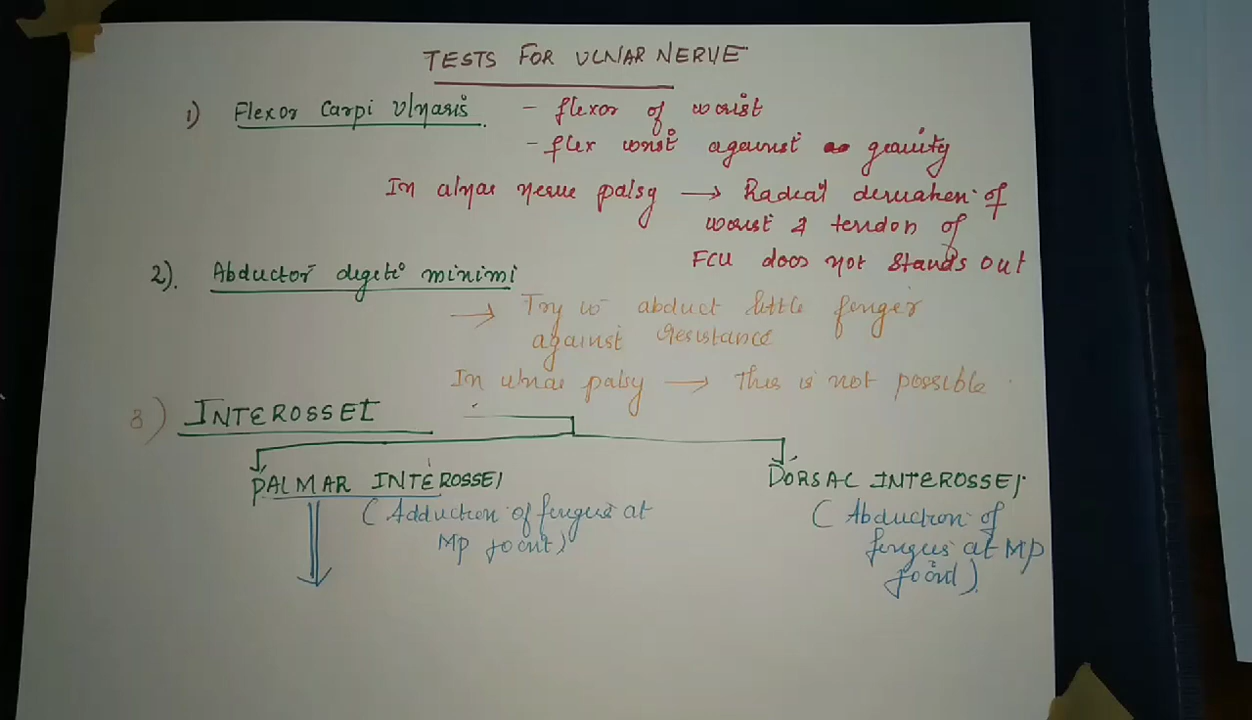 TESTS FOR ULNAR NERVE
1) Flexor Carpi Ulnaris - flexor of wrist
- flex wrist against gravity
In ulnar nerve palsy → Radial deviation of
wrist & tendon of
FCU does not stands out
2). Abductor digiti minimi
→ Try to abduct little finger
against resistance
In ulnar palsy → This is not possible
3) INTEROSSEI
PALMAR INTEROSSEI DORSAL INTEROSSEI
(Adduction of fingers at (Abduction of
MP joint) fingers at MP
joint).